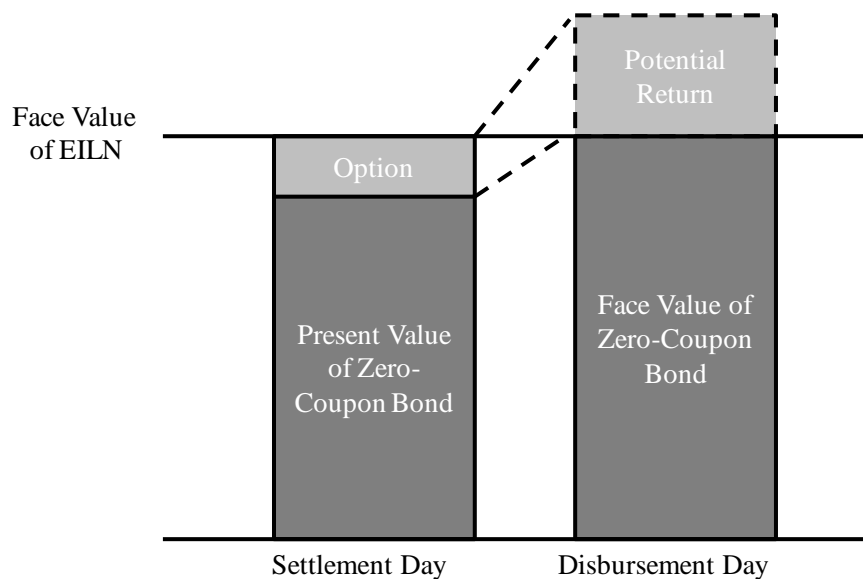 Potential
Return
Face Value
of EILN
Option
Present Value
of Zero-
Coupon Bond
Face Value of
Zero-Coupon
Bond
Settlement Day
Disbursement Day